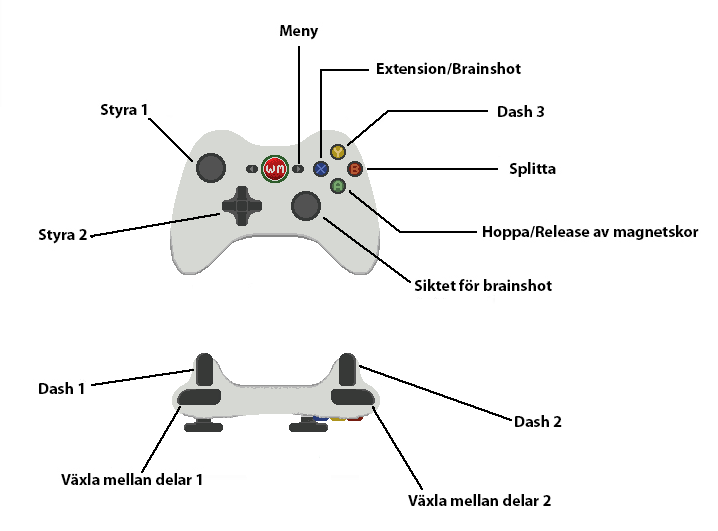 Meny
Extension/Brainshot
Styra 1
Dash 3
WM
Y
X
B
A
Splitta
Styra 2
Hoppa/Release av magnetskor
Siktet för brainshot
Dash 1
Dash 2
Växla mellan delar 1
Växla mellan delar 2